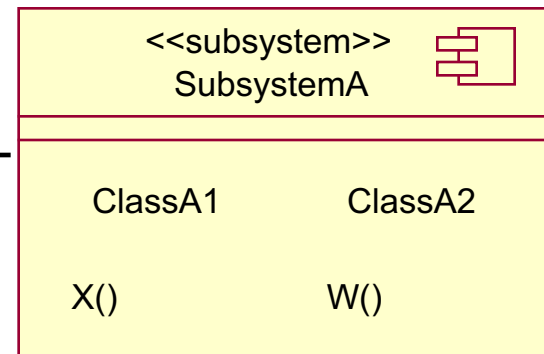 <<subsystem>>
SubsystemA
ClassA1 ClassA2
X() W()